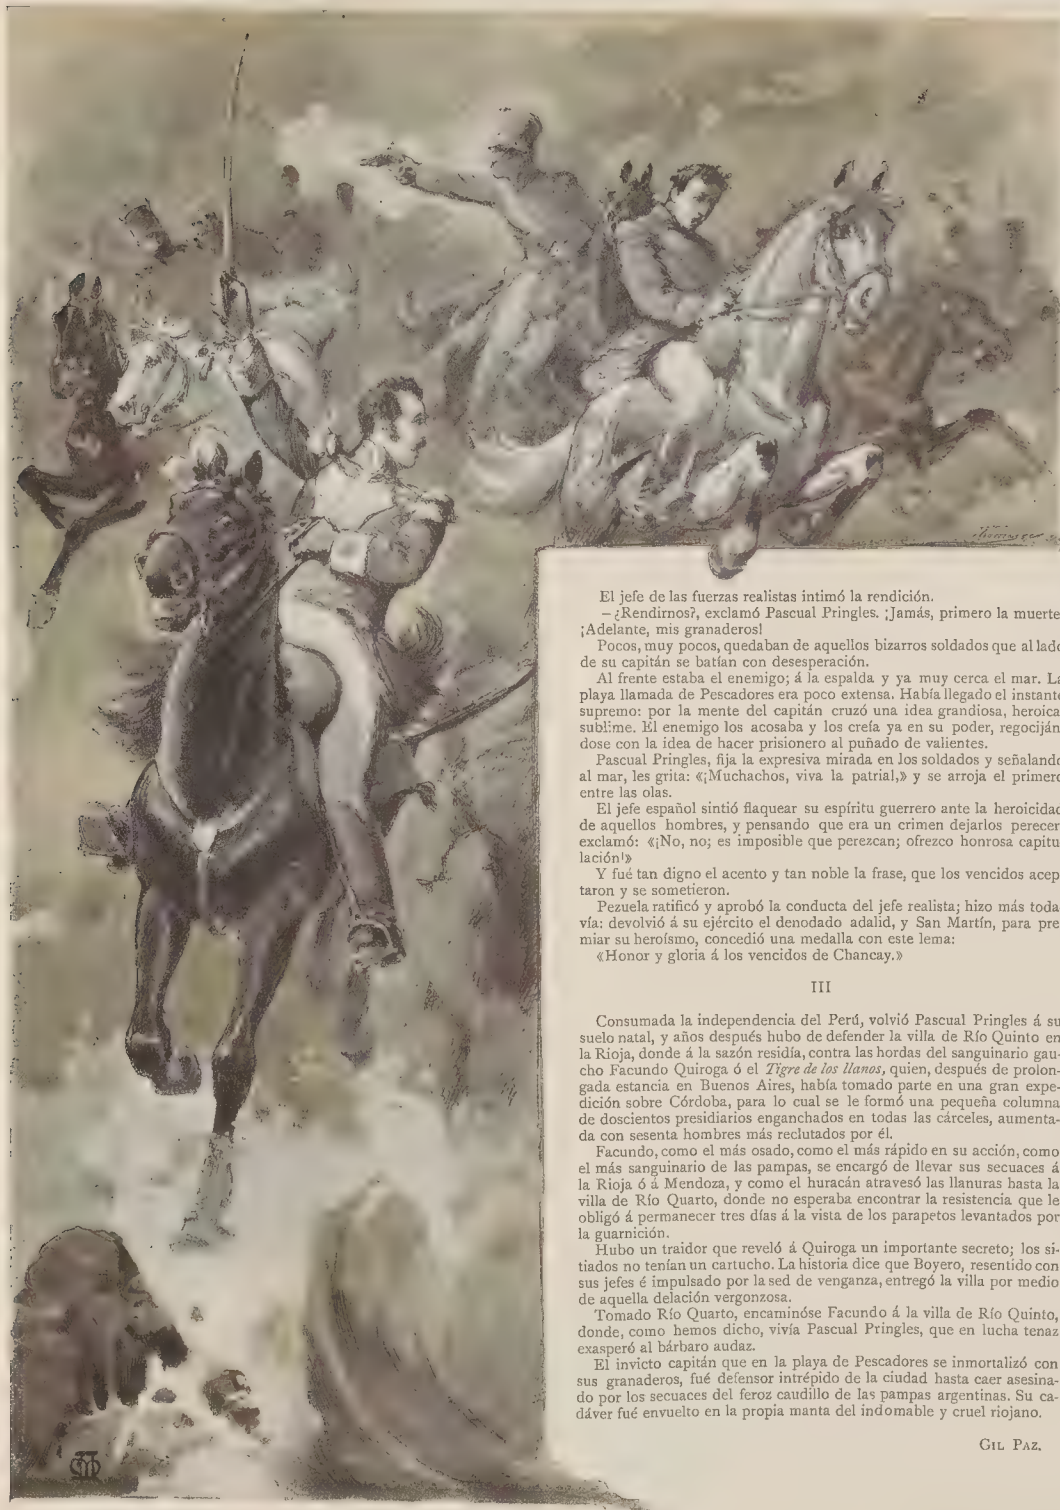 El jefe de las fuerzas realistas intimó la rendición.
–¿Rendirnos?, exclamó Pascual Pringles. ¡Jamás, primero la muerte
¡Adelante, mis granaderos!
Pocos, muy pocos, quedaban de aquellos bizarros soldados que al lado
de su capitán se batían con desesperación.
Al frente estaba el enemigo; á la espalda y ya muy cerca el mar. La
playa llamada de Pescadores era poco extensa. Había llegado el instante
supremo: por la mente del capitán cruzó una idea grandiosa, heroica
sublime. El enemigo los acosaba y los creía ya en su poder, regociján
dose con la idea de hacer prisionero al puñado de valientes.
Pascual Pringles, fija la expresiva mirada en los soldados y señalando
al mar, les grita: «¡Muchachos, viva la patria!,» y se arroja el primero
entre las olas.
El jefe español sintió flaquear su espíritu guerrero ante la heroicidad
de aquellos hombres, y pensando que era un crimen dejarlos perecer
exclamó: «¡No, no; es imposible que perezcan; ofrezco honrosa capitu
lación!»
Y fué tan digno el acento y tan noble la frase, que los vencidos acep
taron y se sometieron.
Pezuela ratificó y aprobó la conducta del jefe realista; hizo más toda
vía: devolvió á su ejército el denodado adalid, y San Martín, para pre
miar su heroísmo, concedió una medalla con este lema:
«Honor y gloria á los vencidos de Chancay.»
III
Consumada la independencia del Perú, volvió Pascual Pringles á su
suelo natal, y años después hubo de defender la villa de Río Quinto en
la Rioja, donde á la sazón residía, contra las hordas del sanguinario gau-
cho Facundo Quiroga ó el Tigre de los llanos, quien, después de prolon-
gada estancia en Buenos Aires, había tomado parte en una gran expe-
dición sobre Córdoba, para lo cual se le formó una pequeña columna
de doscientos presidiarios enganchados en todas las cárceles, aumenta-
da con sesenta hombres más reclutados por él.
Facundo, como el más osado, como el más rápido en su acción, como
el más sanguinario de las pampas, se encargó de llevar sus secuaces á
la Rioja ó á Mendoza, y como el huracán atravesó las llanuras hasta la
villa de Río Quarto, donde no esperaba encontrar la resistencia que le
obligó á permanecer tres días á la vista de los parapetos levantados por
la guarnición.
Hubo un traidor que reveló á Quiroga un importante secreto; los si-
tiados no tenían un cartucho. La historia dice que Boyero, resentido con
sus jefes é impulsado por la sed de venganza, entregó la villa por medio
de aquella delación vergonzosa.
Tomado Río Quarto, encaminóse Facundo á la villa de Río Quinto,
donde, como hemos dicho, vivía Pascual Pringles, que en lucha tenaz
exasperó al bárbaro audaz.
El invicto capitán que en la playa de Pescadores se inmortalizó con
sus granaderos, fué defensor intrépido de la ciudad hasta caer asesina-
do por los secuaces del feroz caudillo de las pampas argentinas. Su ca-
dáver fué envuelto en la propia manta del indomable y cruel riojano.
GIL PAZ.